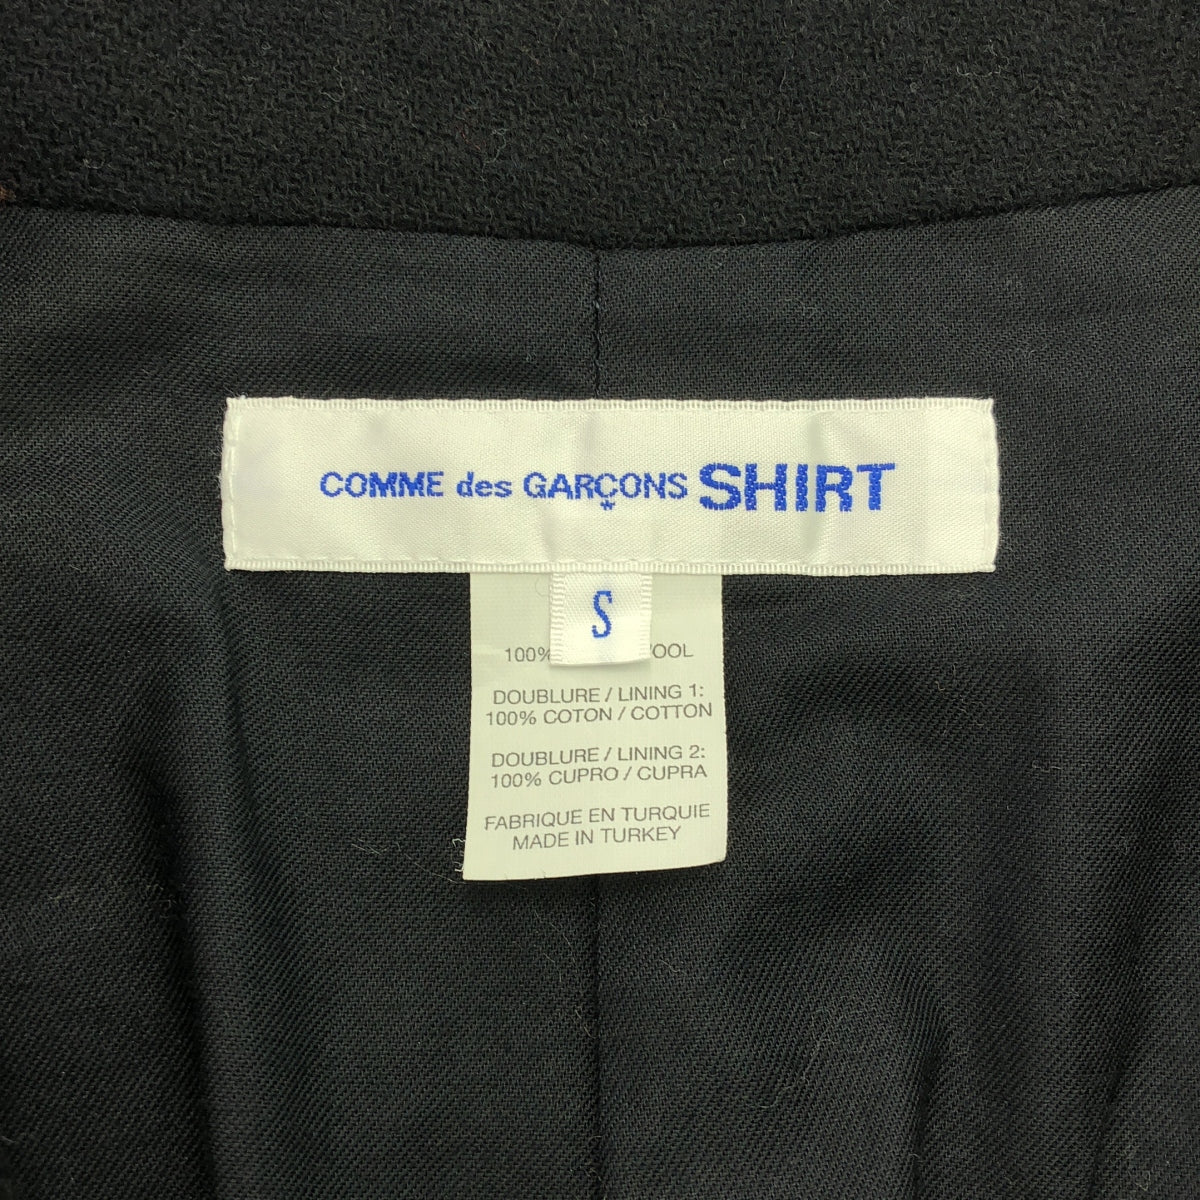 COMME des GARÇONS SHIRT
S
100% OOL
DOUBLURE / LINING 1:
100% COTON / COTTON
DOUBLURE / LINING 2:
100% CUPRO / CUPRA
FABRIQUE EN TURQUIE
MADE IN TURKEY